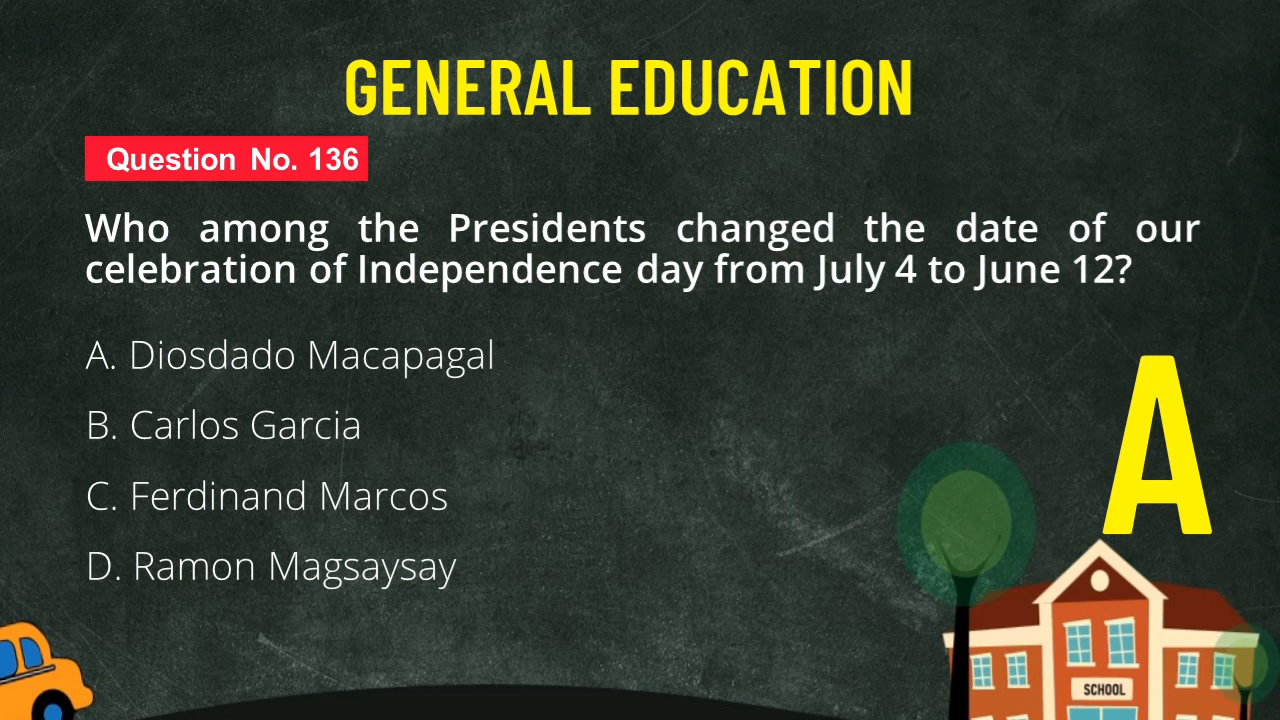 GENERAL EDUCATION
Question No. 136
Who among the Presidents changed the date of our
celebration of Independence day from July 4 to June 12?
A. Diosdado Macapagal
B. Carlos Garcia
C. Ferdinand Marcos
D. Ramon Magsaysay
A
SCHOOL